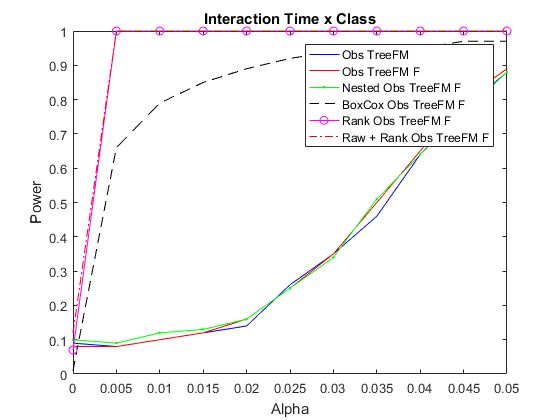 Interaction Time x Class
1
0.9
0.8
0.7
0.6
0.5
0.4
0.3
0.2
0.1
0
Power
Obs TreeFM
Obs TreeFM F
Nested Obs TreeFM F
BoxCox Obs TreeFM F
Rank Obs TreeFM F
Raw + Rank Obs TreeFM F
0 0.005 0.01 0.015 0.02 0.025 0.03 0.035 0.04 0.045 0.05
Alpha